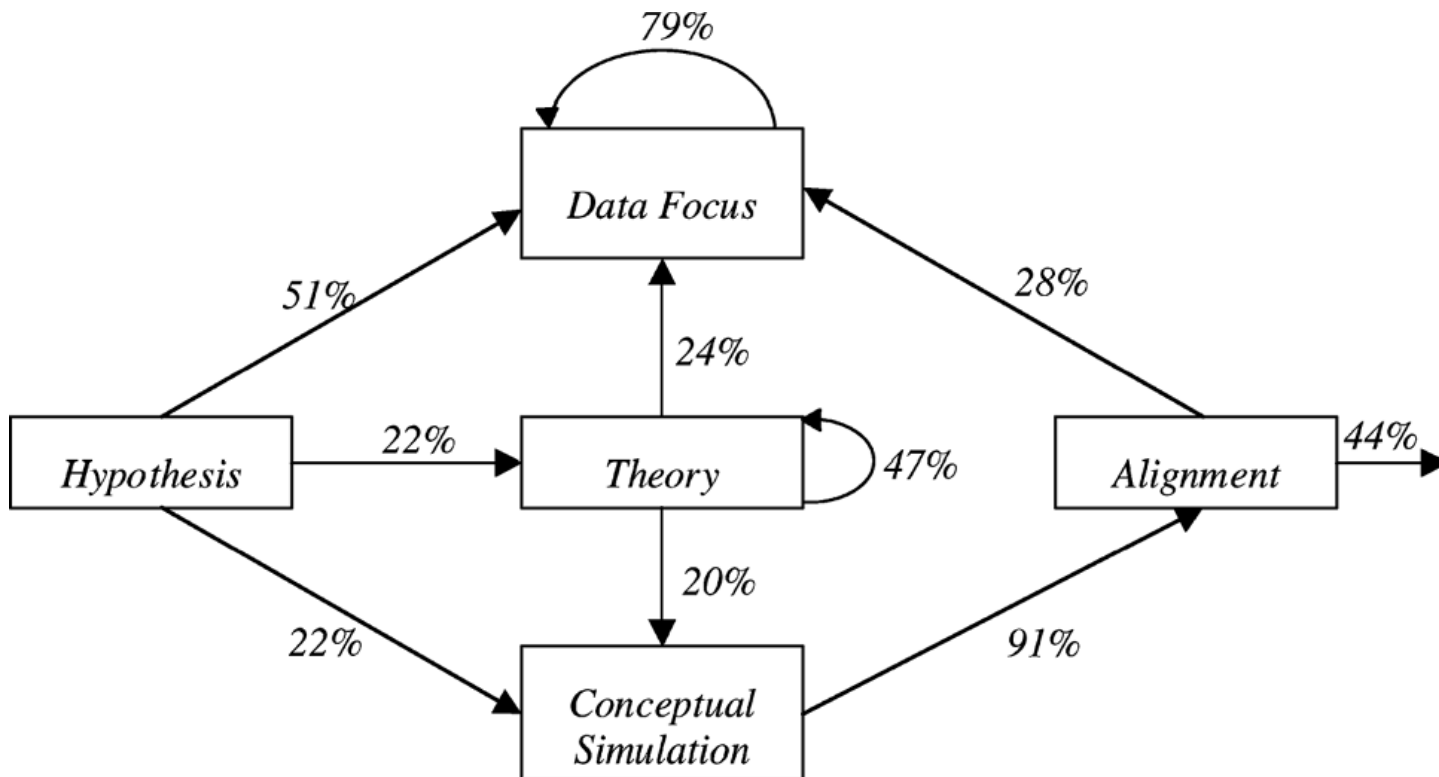 79%
Data Focus
51%
28%
24%
Hypothesis
22%
Theory
47%
Alignment
44%
20%
22%
91%
Conceptual
Simulation